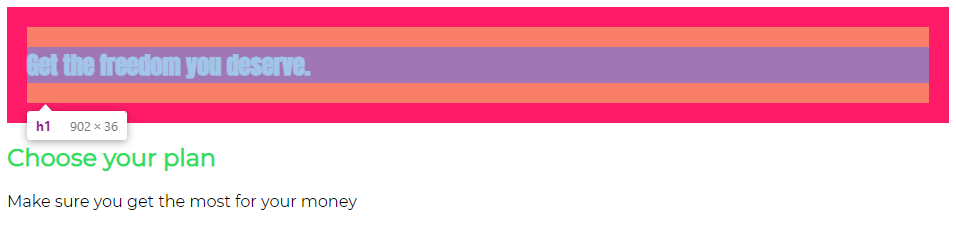 Get the freedom you deserve.
h1 902 × 36
Choose your plan
Make sure you get the most for your money